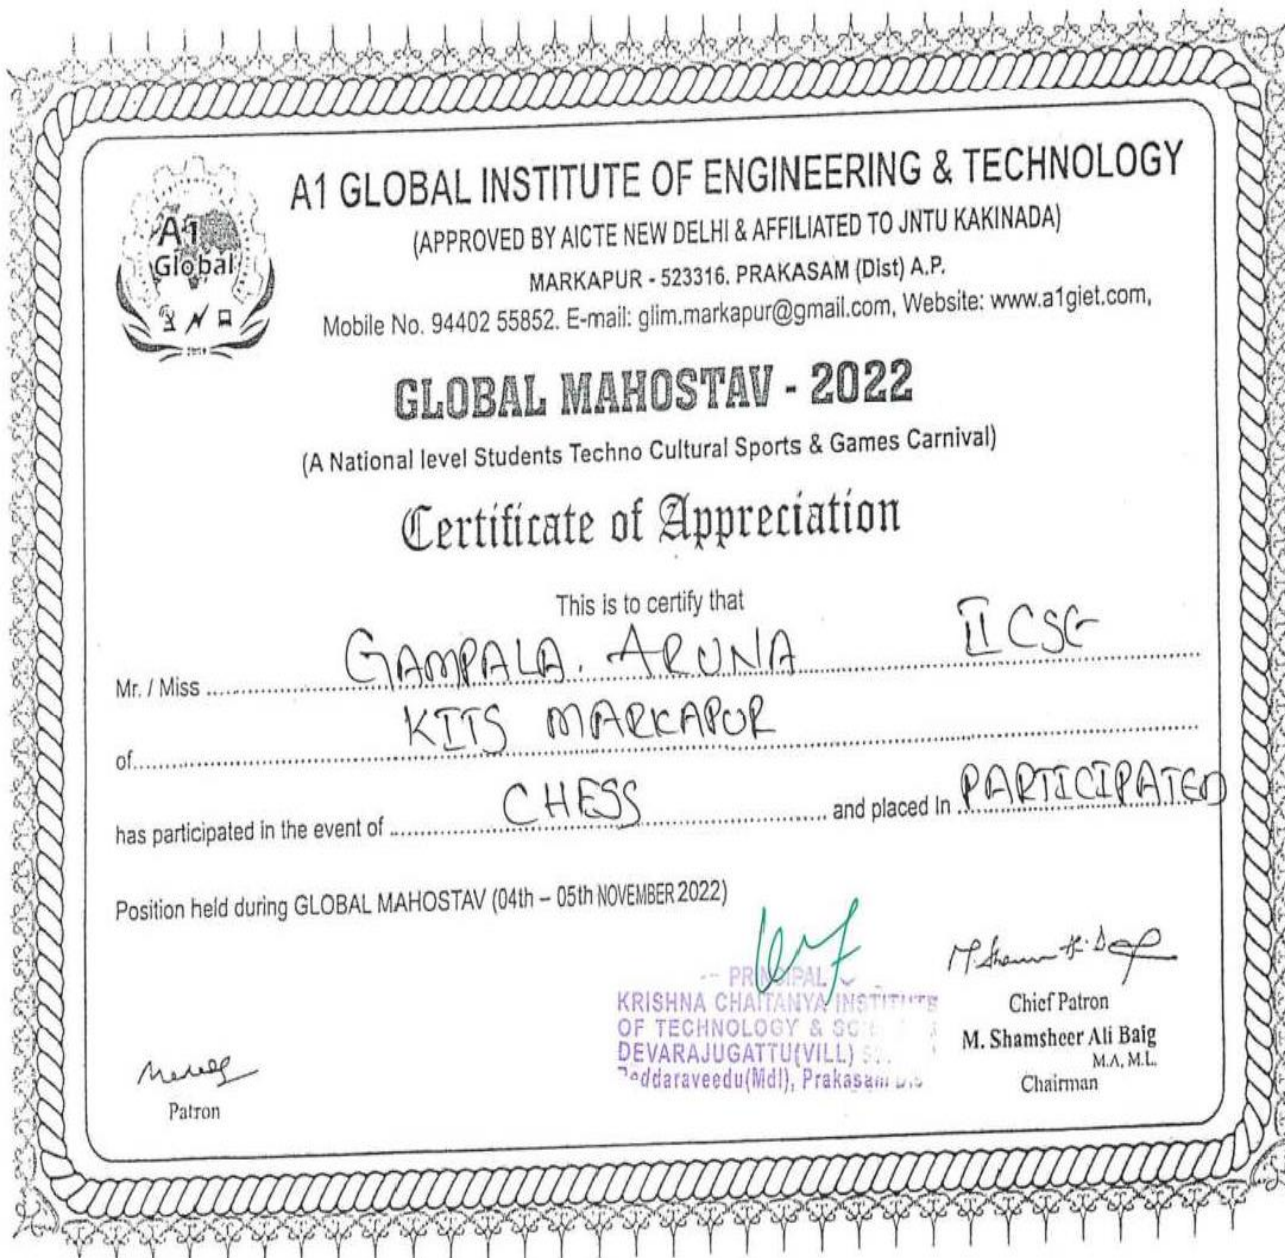 A1
Global
A1 GLOBAL INSTITUTE OF ENGINEERING & TECHNOLOGY
(APPROVED BY AICTE NEW DELHI & AFFILIATED TO JNTU KAKINADA)
MARKAPUR - 523316. PRAKASAM (Dist) A.P.
Mobile No. 94402 55852. E-mail: glim.markapur@gmail.com, Website: www.a1giet.com,
GLOBAL MAHOSTAV - 2022
(A National level Students Techno Cultural Sports & Games Carnival)
Certificate of Appreciation
This is to certify that
Mr. / Miss GAMPALA. ARUNA II CSE
of KITS MARKAPUR
has participated in the event of CHESS and placed in PARTICIPATED
Position held during GLOBAL MAHOSTAV (04th – 05th NOVEMBER 2022)
PRINCIPAL
KRISHNA CHAITANYA INSTITUTE
OF TECHNOLOGY &
DEVARAJUGATTU(VILL)
Peddaraveedu(Mdl), Prakasam
Patron
Chief Patron
M. Shamsheer Ali Baig
M.A, M.L.
Chairman